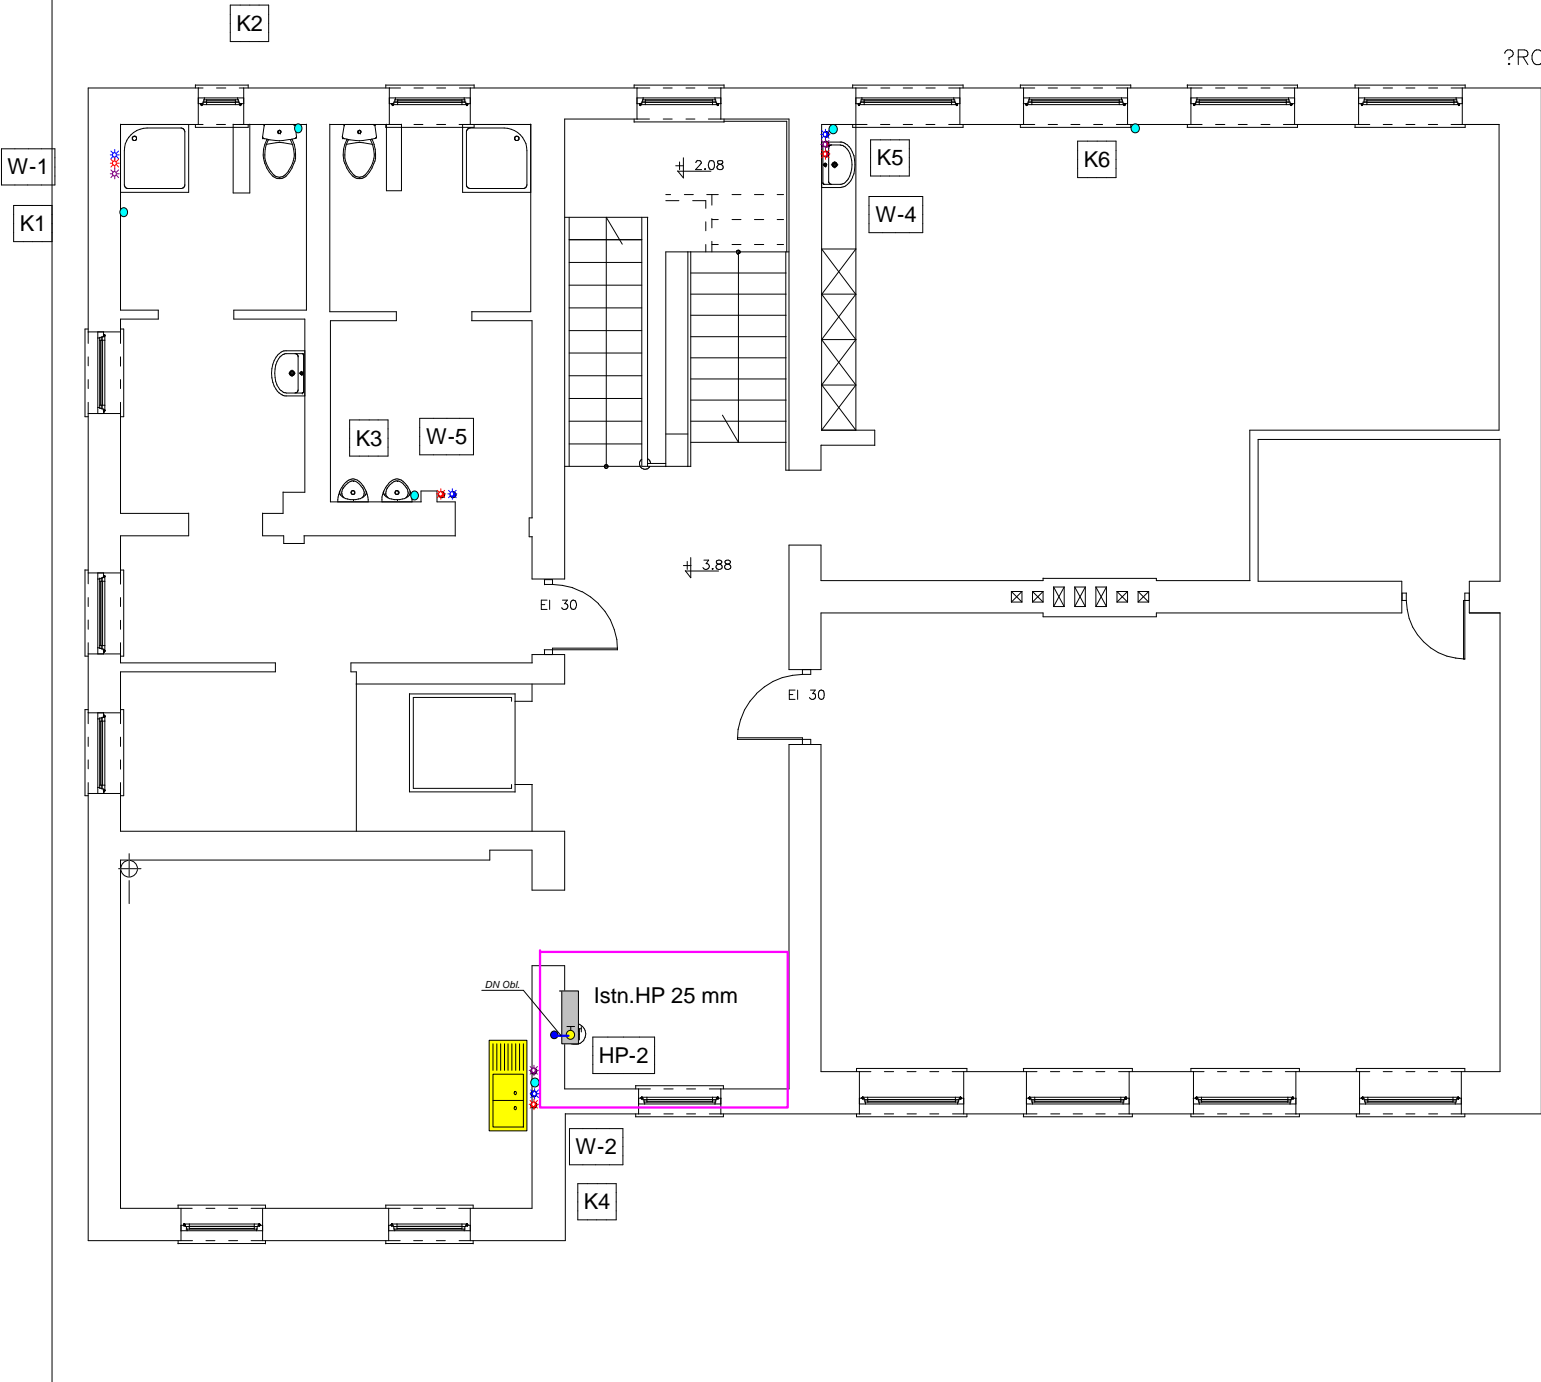 K2
?RO
W-1
K1
+ 2.08
K5
K6
W-4
K3
W-5
+ 3.88
EI 30
EI 30
DN Obl.
Istn.HP 25 mm
H
HP-2
W-2
K4